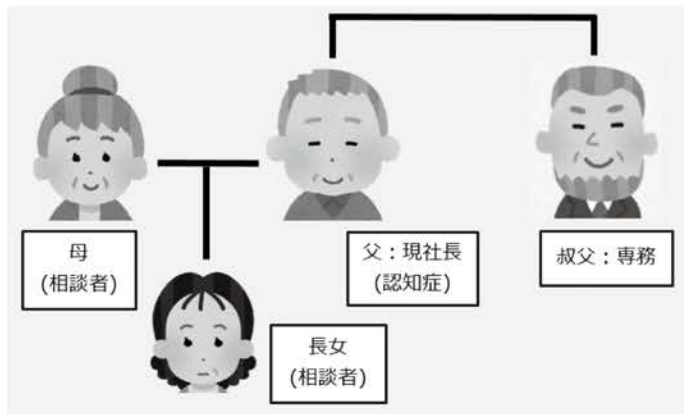 母
(相談者)
父：現社長
(認知症)
叔父：専務
長女
(相談者)